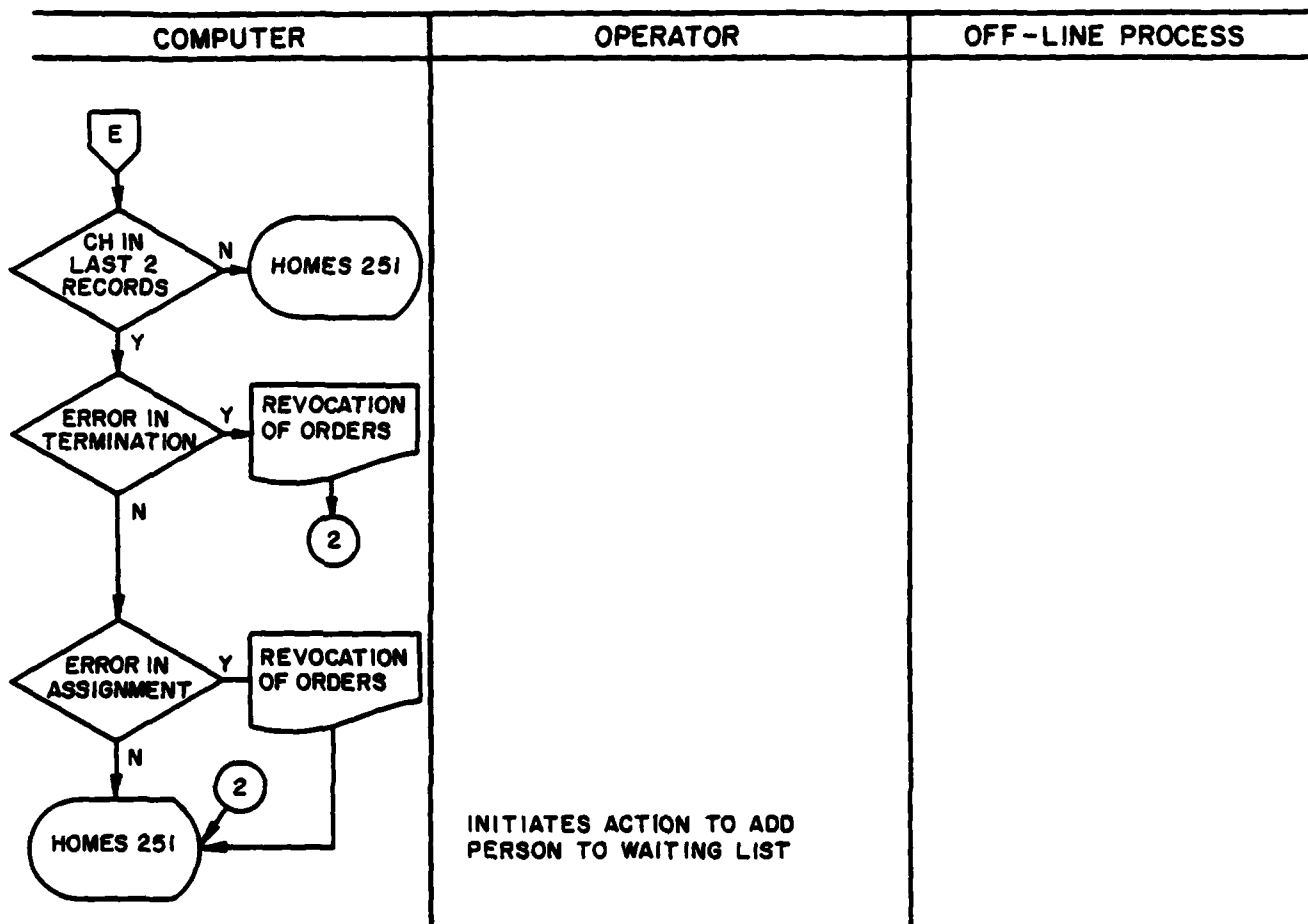 COMPUTER
OPERATOR
OFF-LINE PROCESS
E
CH IN
LAST 2
RECORDS
N
HOMES 251
Y
ERROR IN
TERMINATION
Y
REVOCATION
OF ORDERS
N
2
ERROR IN
ASSIGNMENT
Y
REVOCATION
OF ORDERS
N
2
HOMES 251
INITIATES ACTION TO ADD
PERSON TO WAITING LIST